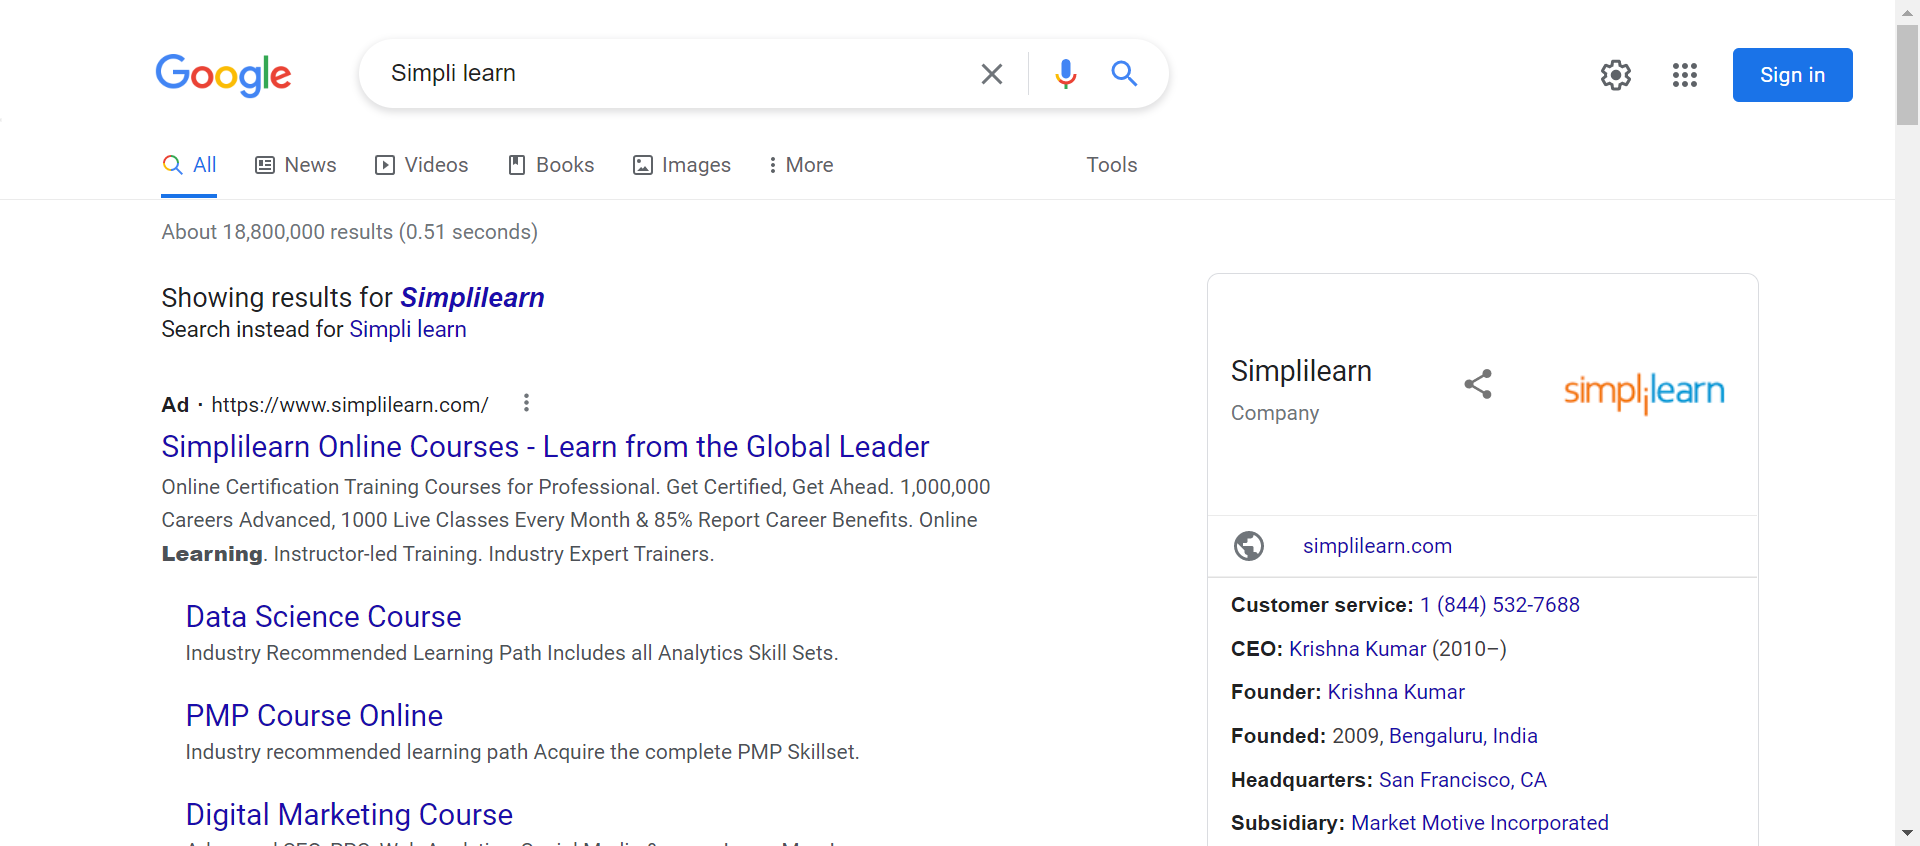 Google
Simpli learn
Sign in
All
News
Videos
Books
Images
More
Tools
About 18,800,000 results (0.51 seconds)
Showing results for Simplilearn
Search instead for Simpli learn
Ad · https://www.simplilearn.com/
Simplilearn Online Courses - Learn from the Global Leader
Online Certification Training Courses for Professional. Get Certified, Get Ahead. 1,000,000
Careers Advanced, 1000 Live Classes Every Month & 85% Report Career Benefits. Online
Learning. Instructor-led Training. Industry Expert Trainers.
Data Science Course
Industry Recommended Learning Path Includes all Analytics Skill Sets.
PMP Course Online
Industry recommended learning path Acquire the complete PMP Skillset.
Digital Marketing Course
Simplilearn
Company
simplilearn
simplilearn.com
Customer service: 1 (844) 532-7688
CEO: Krishna Kumar (2010–)
Founder: Krishna Kumar
Founded: 2009, Bengaluru, India
Headquarters: San Francisco, CA
Subsidiary: Market Motive Incorporated